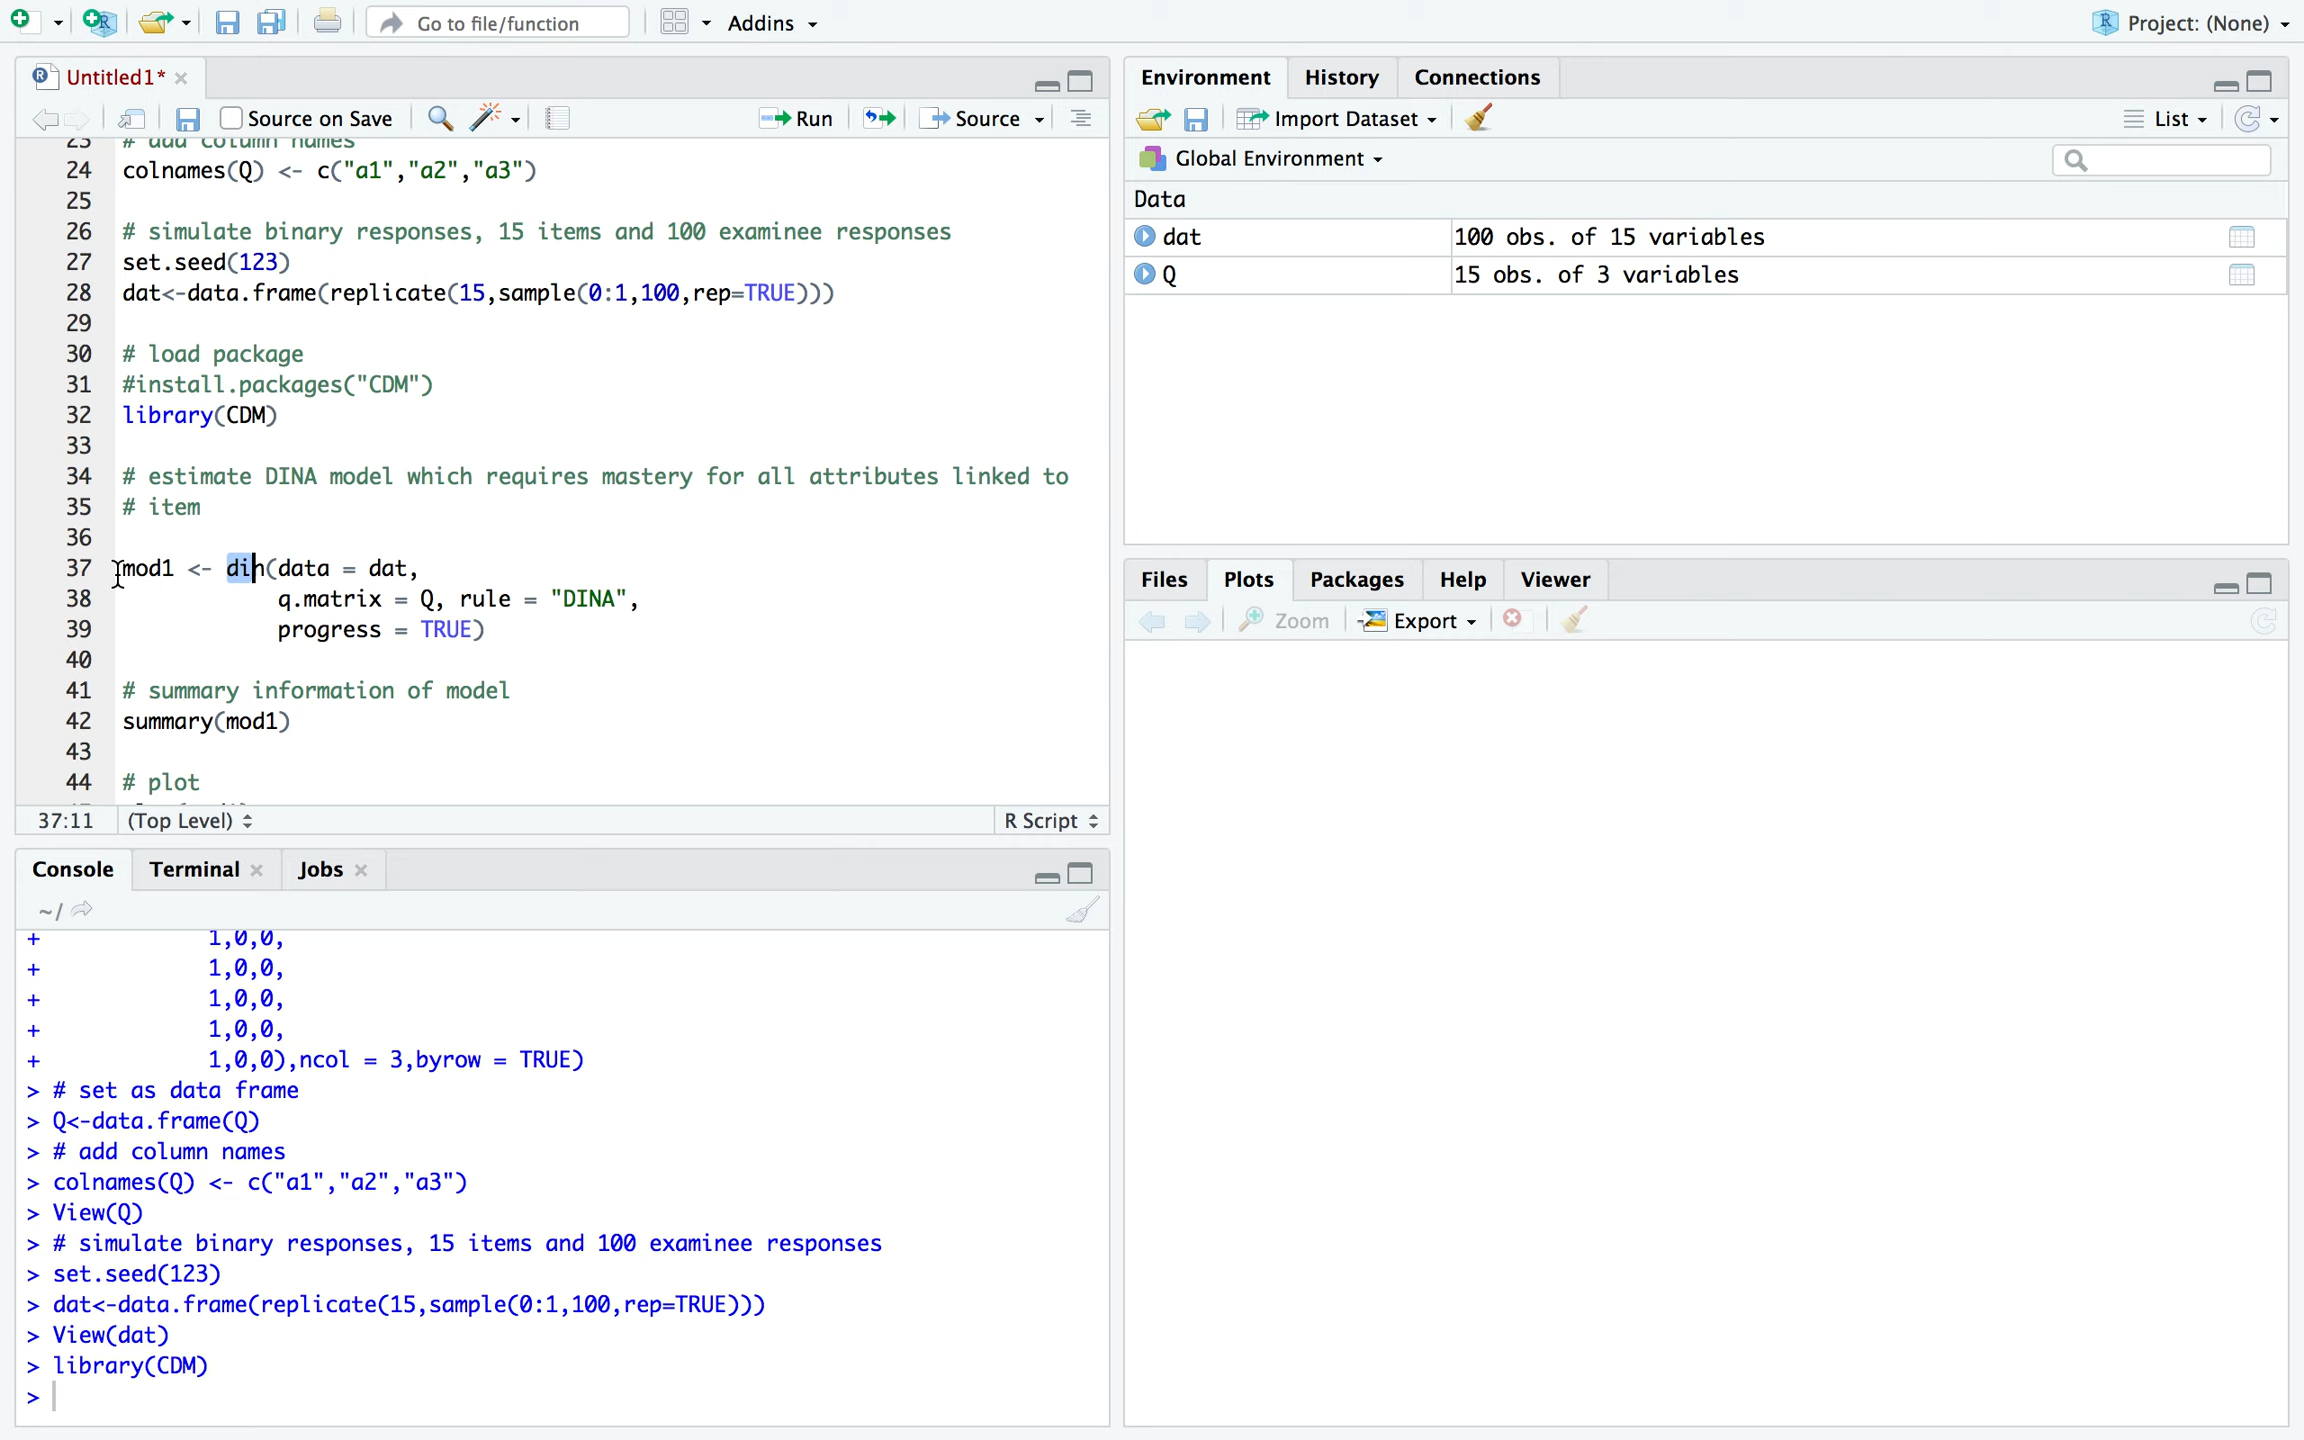 Go to file/function
Addins
Project: (None)
Untitled1*
Source on Save
Run
Source
23 # add column names
24 colnames(Q) <- c("a1","a2","a3")
25
26 # simulate binary responses, 15 items and 100 examinee responses
27 set.seed(123)
28 dat<-data.frame(replicate(15,sample(0:1,100,rep=TRUE)))
29
30 # load package
31 #install.packages("CDM")
32 library(CDM)
33
34 # estimate DINA model which requires mastery for all attributes linked to
35 # item
36
37 mod1 <- din(data = dat,
38 q.matrix = Q, rule = "DINA",
39 progress = TRUE)
40
41 # summary information of model
42 summary(mod1)
43
44 # plot
37:11 (Top Level) R Script
Console Terminal Jobs
~/
+ 1,0,0,
+ 1,0,0,
+ 1,0,0,
+ 1,0,0,
+ 1,0,0),ncol = 3,byrow = TRUE)
> # set as data frame
> Q<-data.frame(Q)
> # add column names
> colnames(Q) <- c("a1","a2","a3")
> View(Q)
> # simulate binary responses, 15 items and 100 examinee responses
> set.seed(123)
> dat<-data.frame(replicate(15,sample(0:1,100,rep=TRUE)))
> View(dat)
> library(CDM)
>
Environment History Connections
Import Dataset
List
Global Environment
Data
dat 100 obs. of 15 variables
Q 15 obs. of 3 variables
Files Plots Packages Help Viewer
Zoom Export